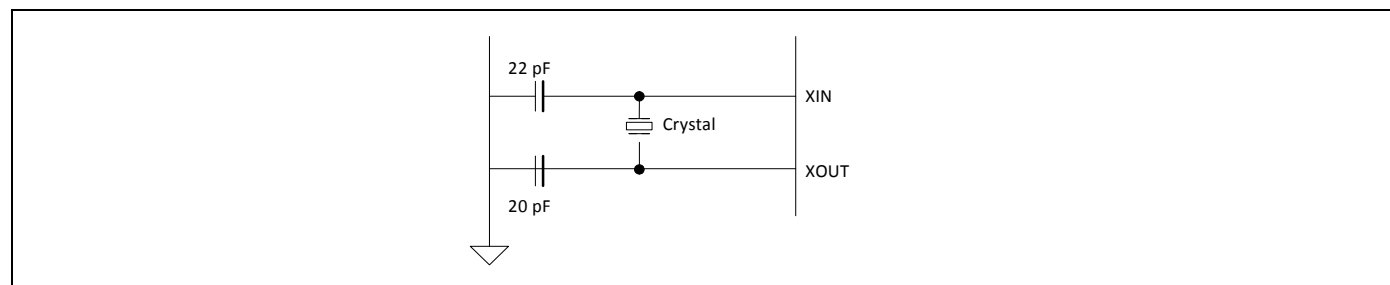 22 pF
XIN
Crystal
XOUT
20 pF